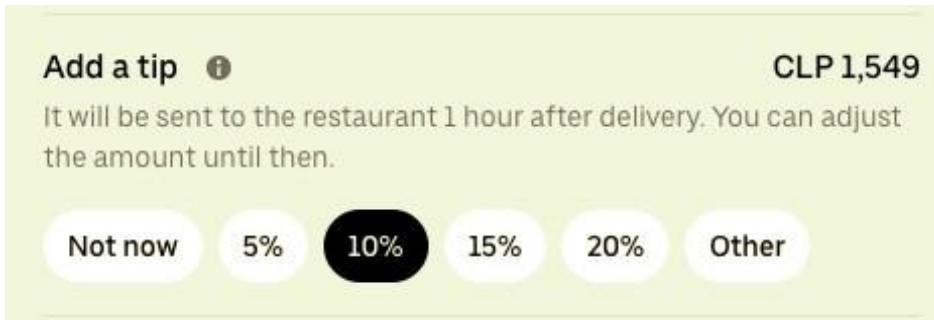 Add a tip CLP 1,549
It will be sent to the restaurant 1 hour after delivery. You can adjust
the amount until then.
Not now 5% 10% 15% 20% Other